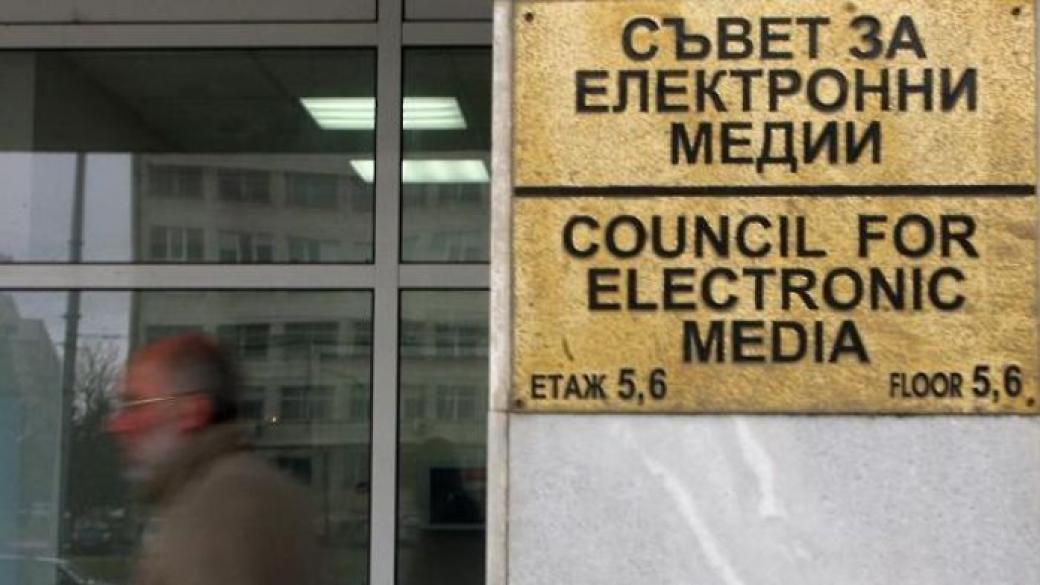 СЪВЕТ ЗА
ЕЛЕКТРОННИ
МЕДИИ
COUNCIL FOR
ELECTRONIC
MEDIA
ЕТАЖ 5,6 FLOOR 5,6